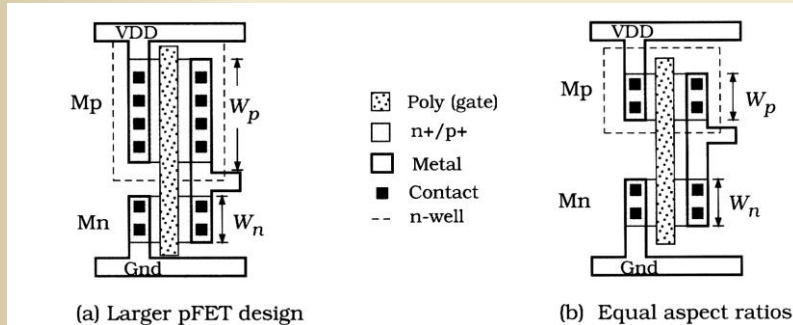 VDD
Mp
Wp
Mn
Wn
Gnd
(a) Larger pFET design
Poly (gate)
n+/p+
Metal
Contact
n-well
VDD
Mp
Wp
Mn
Wn
Gnd
(b) Equal aspect ratios